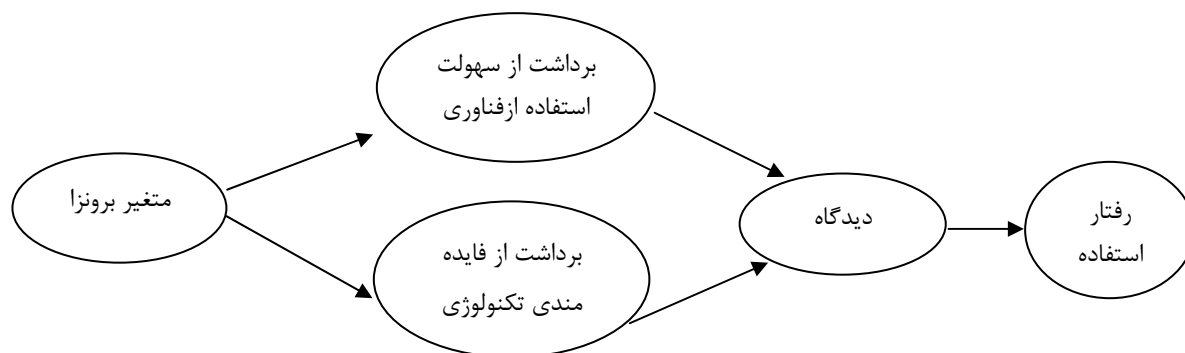 برداشت از سهولت
استفاده ازفناوری
متغیر برونزا
برداشت از فایده
مندی تکنولوژی
دیدگاه
رفتار
استفاده